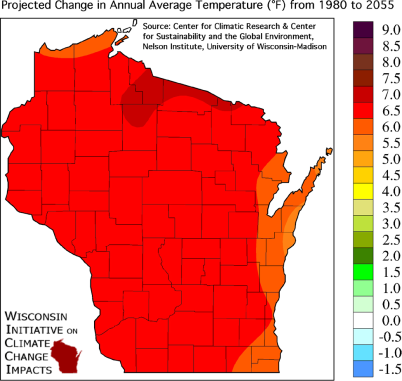 Projected Change in Annual Average Temperature (°F) from 1980 to 2055
Source: Center for Climatic Research & Center
for Sustainability and the Global Environment,
Nelson Institute, University of Wisconsin-Madison
9.0
8.5
8.0
7.5
7.0
6.5
6.0
5.5
5.0
4.5
4.0
3.5
3.0
2.5
2.0
1.5
1.0
0.5
0.0
-0.5
-1.0
-1.5
WISCONSIN
INITIATIVE ON
CLIMATE
CHANGE
IMPACTS